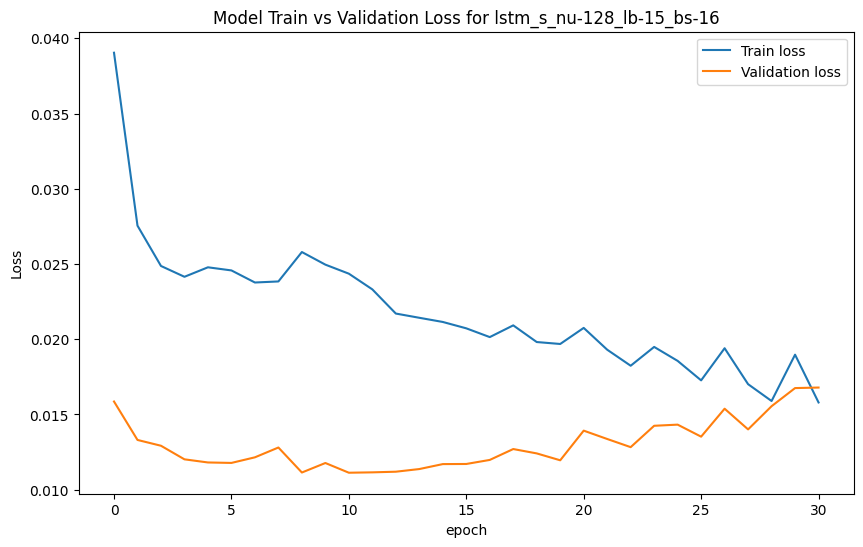 Model Train vs Validation Loss for lstm_s_nu-128_lb-15_bs-16
Train loss
Validation loss
0.040
0.035
0.030
0.025
0.020
0.015
0.010
Loss
0 5 10 15 20 25 30
epoch